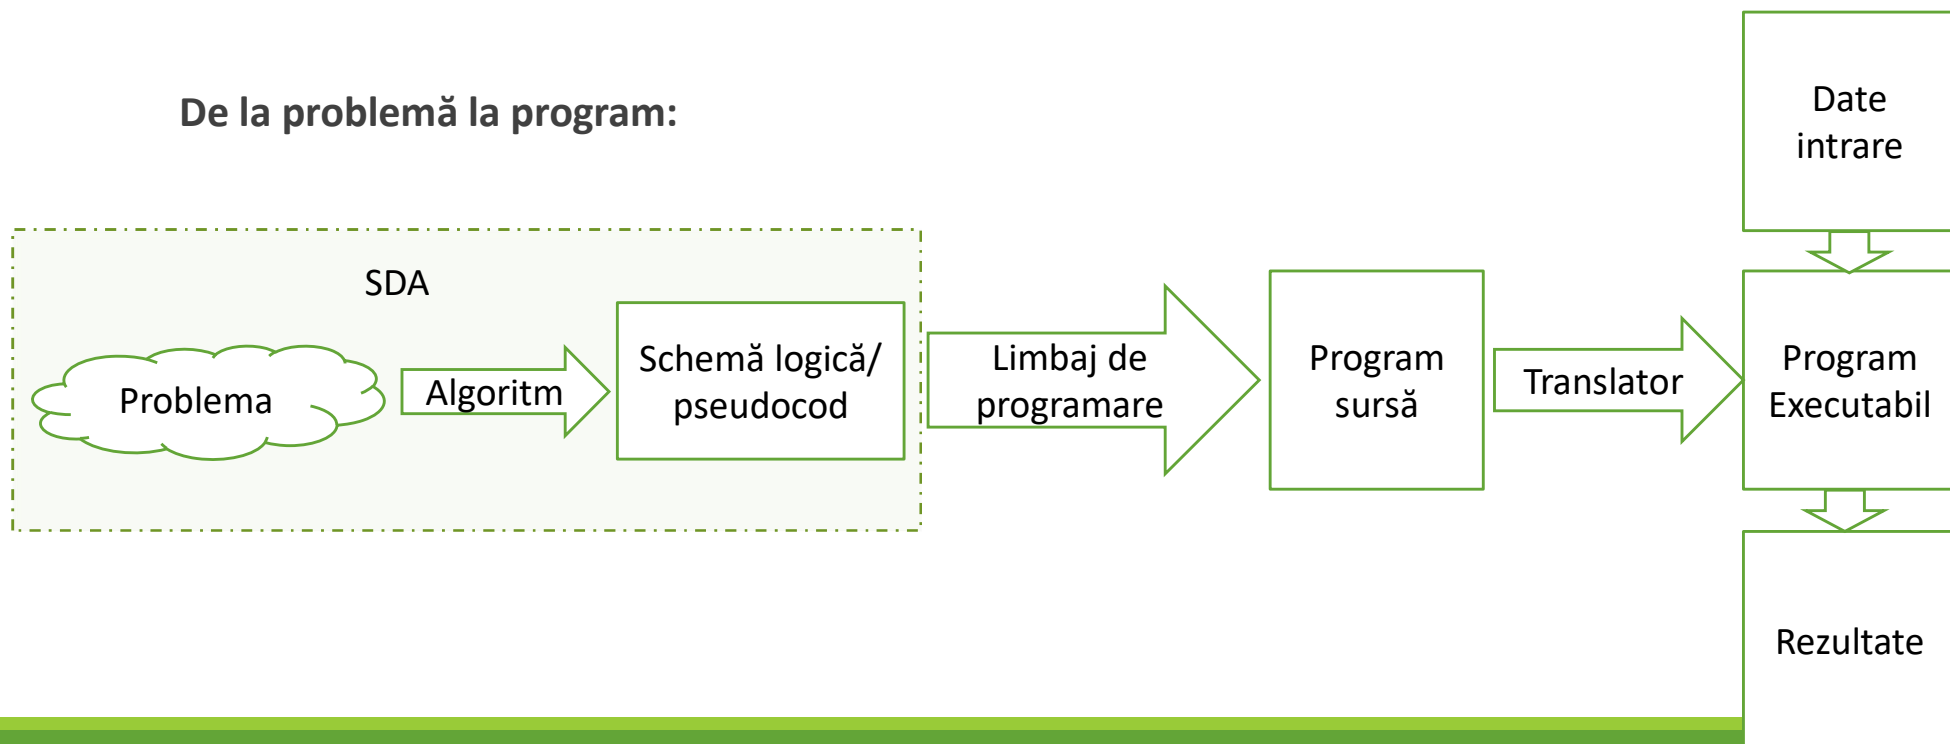 De la problemă la program:
Date
intrare
SDA
Problema
Algoritm
Schemă logică/
pseudocod
Limbaj de
programare
Program
sursă
Translator
Program
Executabil
Rezultate